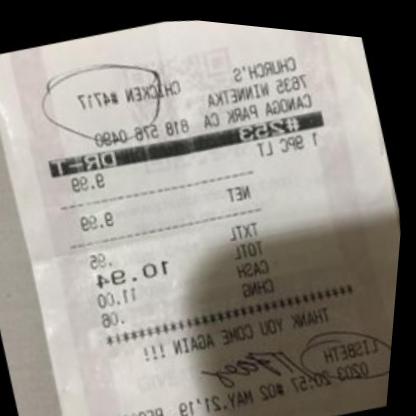 CHURCH'S CHICKEN #4717
7635 WINNETKA
CANOGA PARK CA 818 576 0490
#253 DR-T
1 9PC LT 9.99
NET 9.99
TXTL .95
TOTL 10.94
CASH 11.00
CHNG .06
THANK YOU COME AGAIN !!!
LISBETH
0203 20:57 #02 MAY.21'19